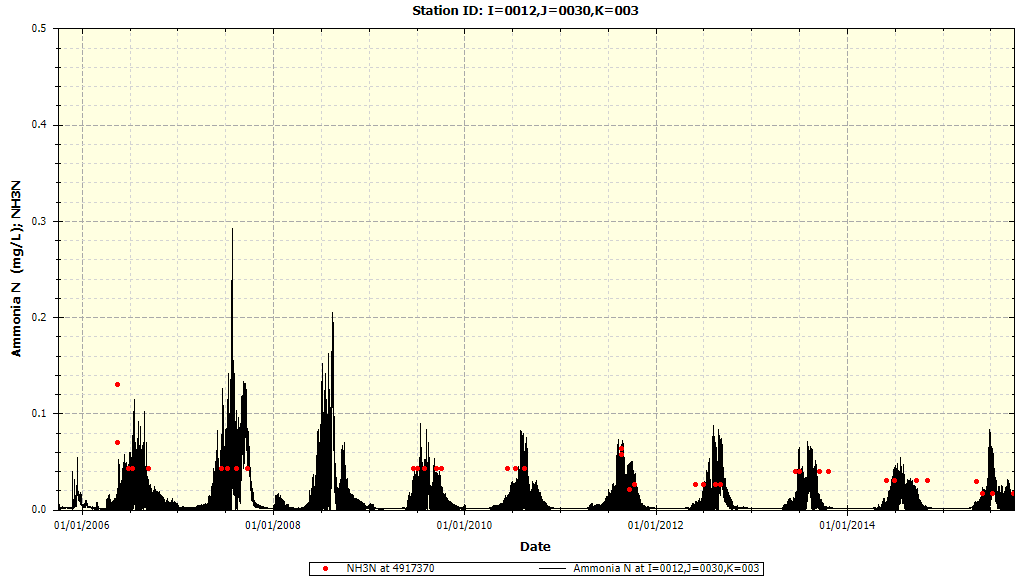 Station ID: I=0012,J=0030,K=003
Ammonia N  (mg/L); NH3N
0.5
0.4
0.3
0.2
0.1
0.0
01/01/2006 01/01/2008 01/01/2010 01/01/2012 01/01/2014
Date
NH3N at 4917370 Ammonia N at I=0012,J=0030,K=003